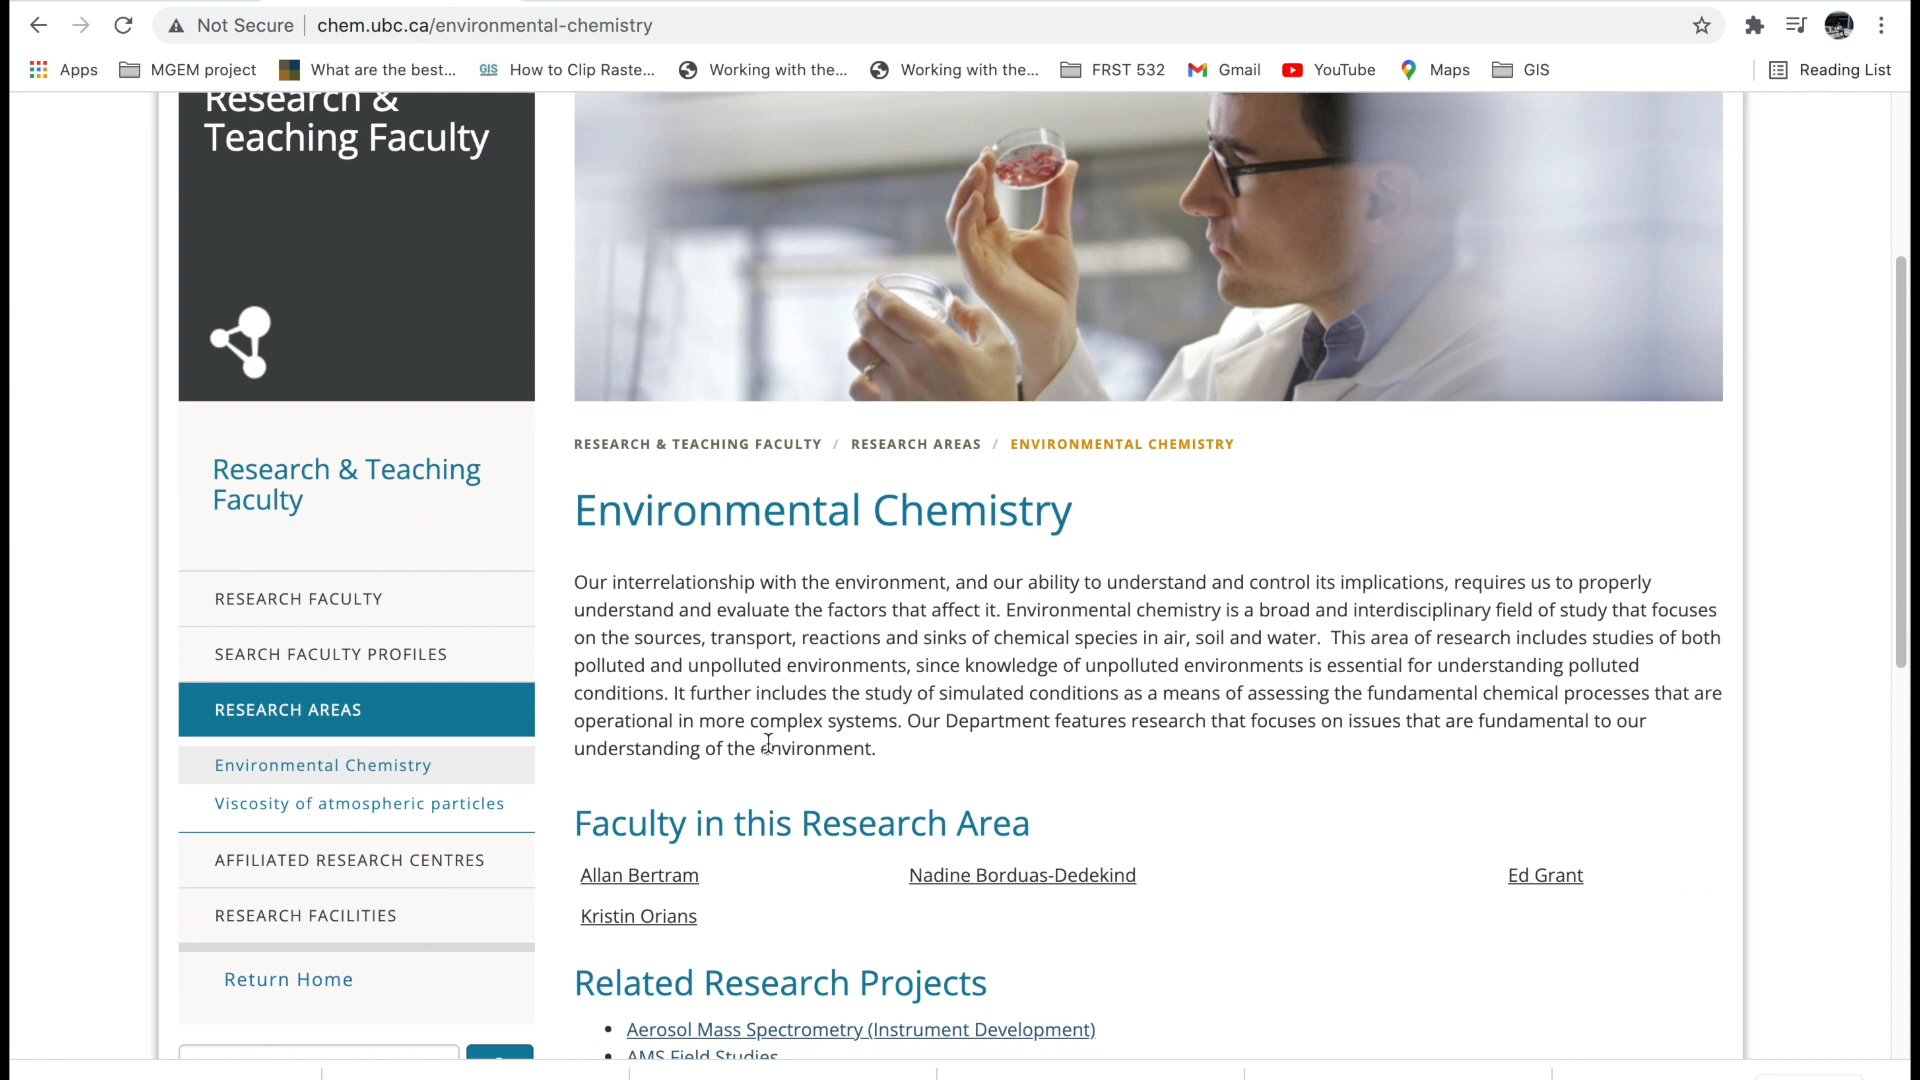 Not Secure chem.ubc.ca/environmental-chemistry
Apps MGEM project What are the best... GIS How to Clip Raste... Working with the... Working with the... FRST 532 Gmail YouTube Maps GIS Reading List
Research &
Teaching Faculty
Research & Teaching
Faculty
RESEARCH FACULTY
SEARCH FACULTY PROFILES
RESEARCH AREAS
Environmental Chemistry
Viscosity of atmospheric particles
AFFILIATED RESEARCH CENTRES
RESEARCH FACILITIES
Return Home
RESEARCH & TEACHING FACULTY / RESEARCH AREAS / ENVIRONMENTAL CHEMISTRY
Environmental Chemistry
Our interrelationship with the environment, and our ability to understand and control its implications, requires us to properly
understand and evaluate the factors that affect it. Environmental chemistry is a broad and interdisciplinary field of study that focuses
on the sources, transport, reactions and sinks of chemical species in air, soil and water. This area of research includes studies of both
polluted and unpolluted environments, since knowledge of unpolluted environments is essential for understanding polluted
conditions. It further includes the study of simulated conditions as a means of assessing the fundamental chemical processes that are
operational in more complex systems. Our Department features research that focuses on issues that are fundamental to our
understanding of the environment.
Faculty in this Research Area
Allan Bertram Nadine Borduas-Dedekind Ed Grant
Kristin Orians
Related Research Projects
• Aerosol Mass Spectrometry (Instrument Development)
• AMS Field Studies